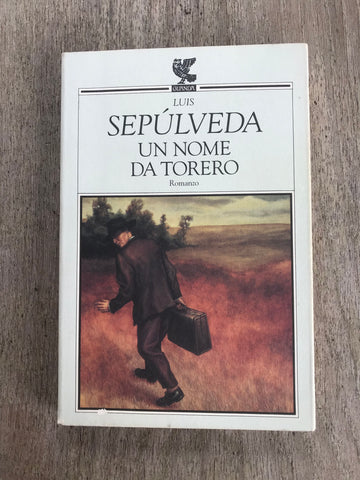 GUANDA
LUIS
SEPÚLVEDA
UN NOME
DA TORERO
Romanzo